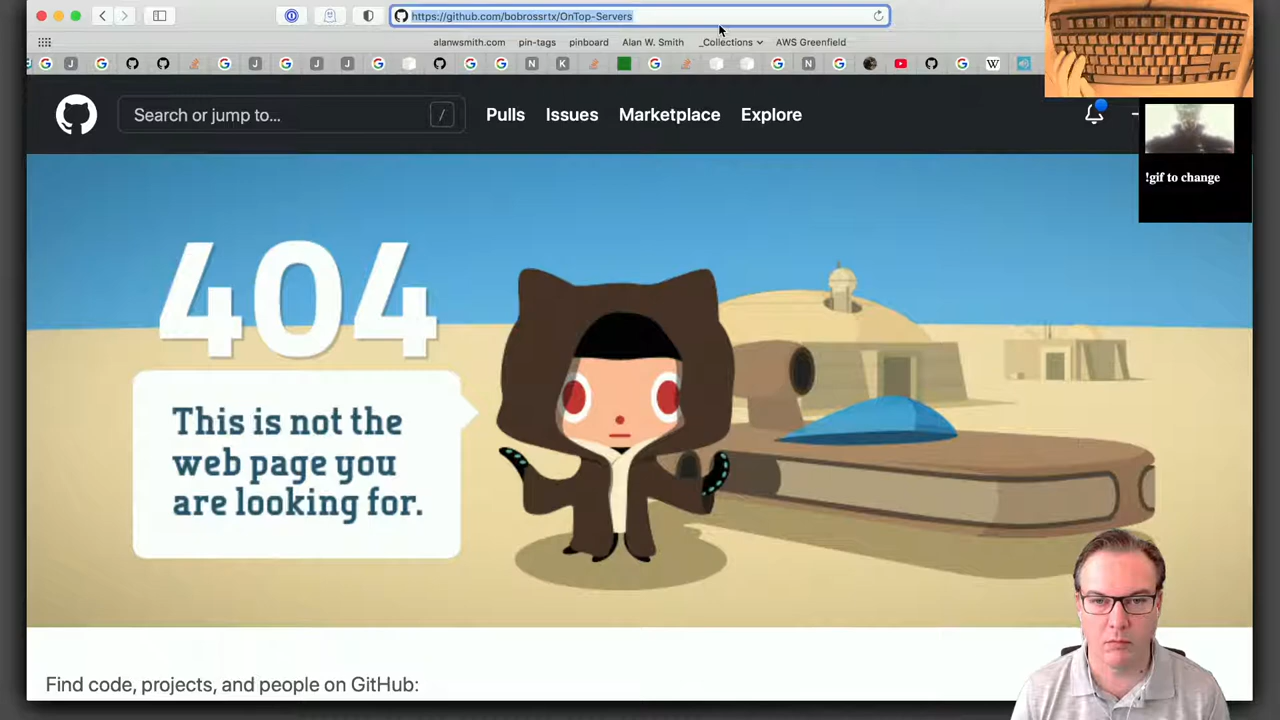 https://github.com/bobrossrtx/OnTop-Servers
alanwsmith.com pin-tags pinboard Alan W. Smith _Collections AWS Greenfield
Search or jump to... / Pulls Issues Marketplace Explore
!gif to change
404
This is not the
web page you
are looking for.
Find code, projects, and people on GitHub: